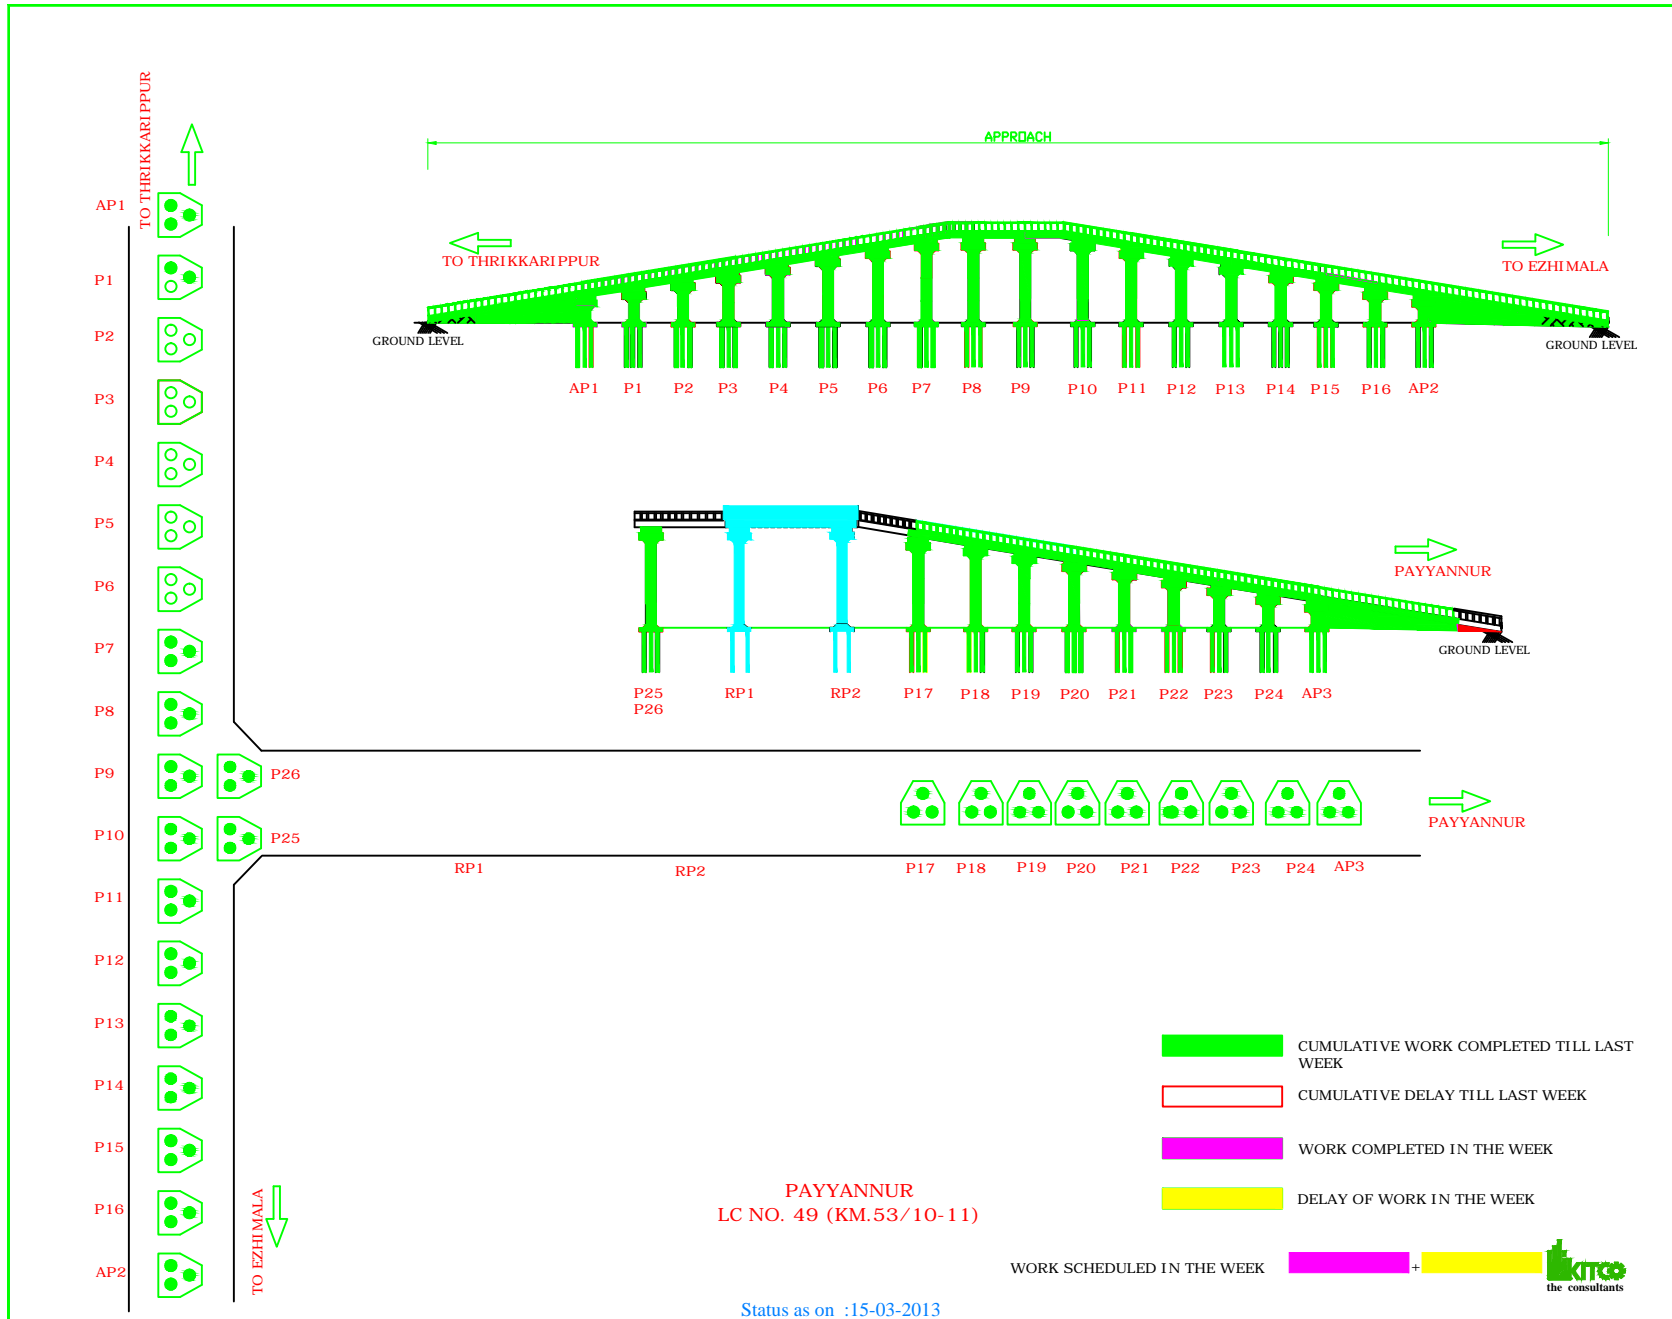 TO THRIKKARIPPUR
AP1
P1
P2
P3
P4
P5
P6
P7
P8
P9
P10
P11
P12
P13
P14
P15
P16
AP2
TO EZHIMALA
P26
P25
APPROACH
TO THRIKKARIPPUR
TO EZHIMALA
GROUND LEVEL
GROUND LEVEL
AP1 P1 P2 P3 P4 P5 P6 P7 P8 P9 P10 P11 P12 P13 P14 P15 P16 AP2
PAYYANNUR
GROUND LEVEL
P25 RP1 RP2 P17 P18 P19 P20 P21 P22 P23 P24 AP3
P26
PAYYANNUR
RP1 RP2 P17 P18 P19 P20 P21 P22 P23 P24 AP3
CUMULATIVE WORK COMPLETED TILL LAST
WEEK
CUMULATIVE DELAY TILL LAST WEEK
WORK COMPLETED IN THE WEEK
DELAY OF WORK IN THE WEEK
WORK SCHEDULED IN THE WEEK +
KITCO
the consultants
PAYYANNUR
LC NO. 49 (KM.53/10-11)
Status as on :15-03-2013